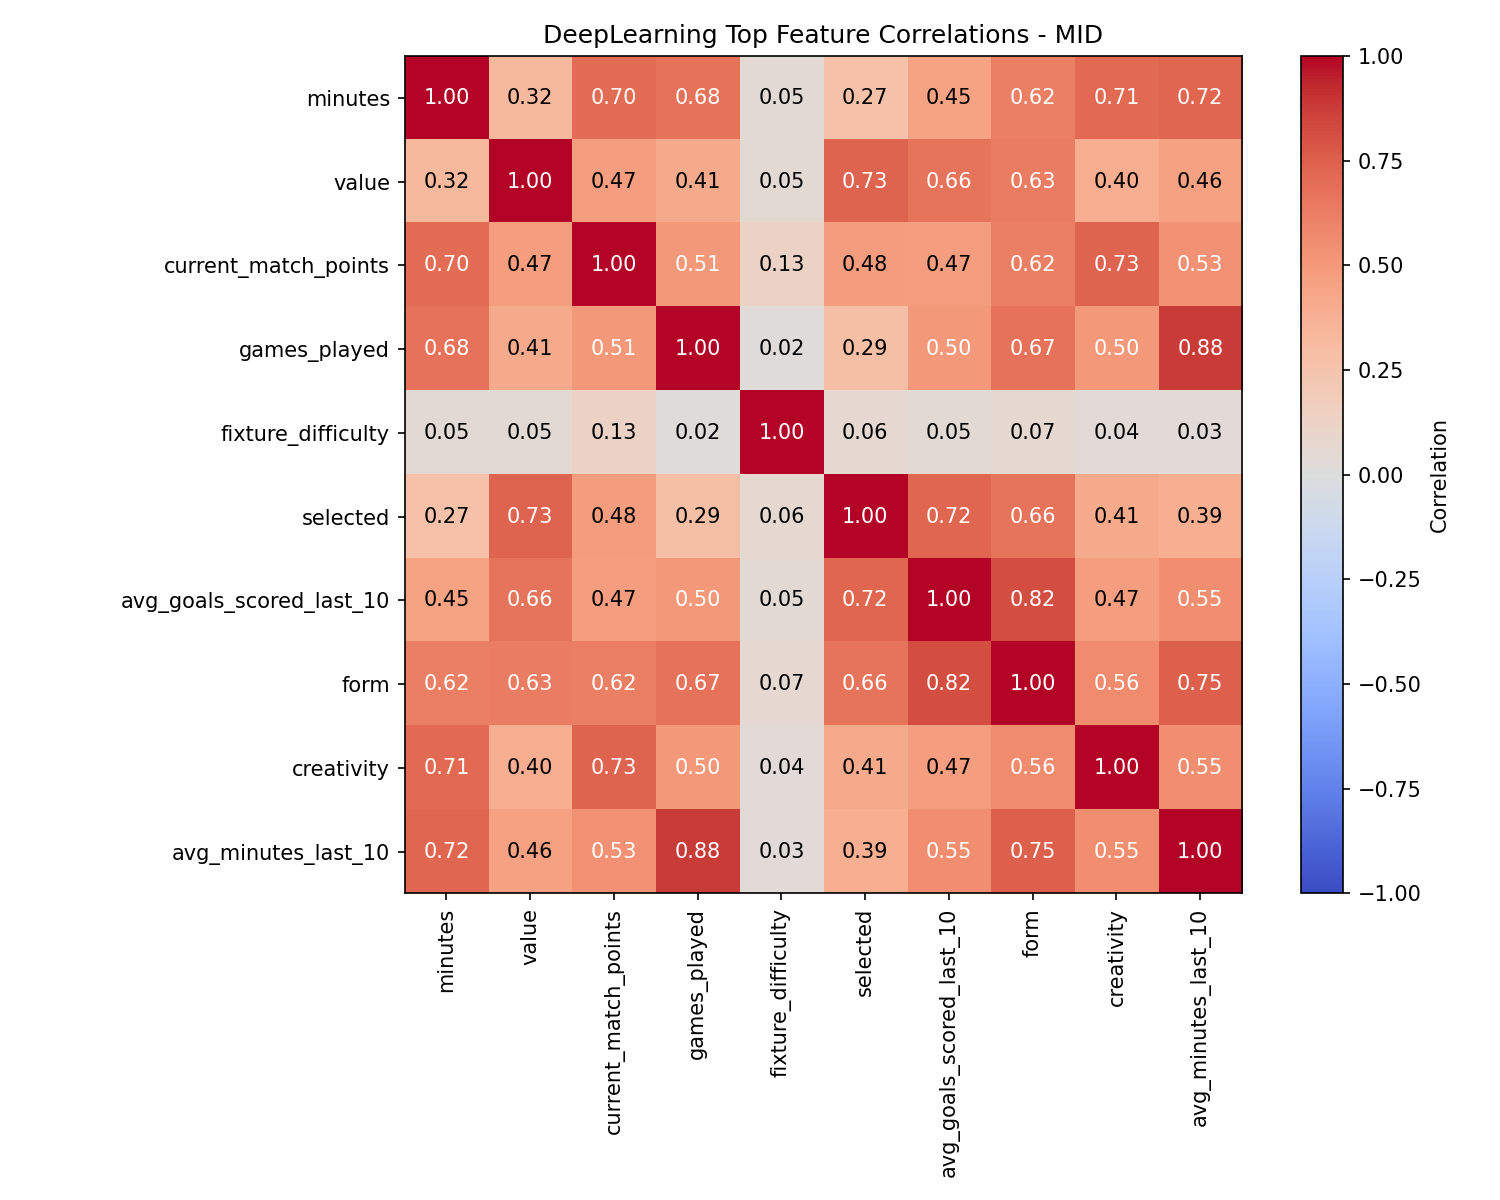 DeepLearning Top Feature Correlations - MID
minutes 1.00 0.32 0.70 0.68 0.05 0.27 0.45 0.62 0.71 0.72
value 0.32 1.00 0.47 0.41 0.05 0.73 0.66 0.63 0.40 0.46
current_match_points 0.70 0.47 1.00 0.51 0.13 0.48 0.47 0.62 0.73 0.53
games_played 0.68 0.41 0.51 1.00 0.02 0.29 0.50 0.67 0.50 0.88
fixture_difficulty 0.05 0.05 0.13 0.02 1.00 0.06 0.05 0.07 0.04 0.03
selected 0.27 0.73 0.48 0.29 0.06 1.00 0.72 0.66 0.41 0.39
avg_goals_scored_last_10 0.45 0.66 0.47 0.50 0.05 0.72 1.00 0.82 0.47 0.55
form 0.62 0.63 0.62 0.67 0.07 0.66 0.82 1.00 0.56 0.75
creativity 0.71 0.40 0.73 0.50 0.04 0.41 0.47 0.56 1.00 0.55
avg_minutes_last_10 0.72 0.46 0.53 0.88 0.03 0.39 0.55 0.75 0.55 1.00
minutes
value
current_match_points
games_played
fixture_difficulty
selected
avg_goals_scored_last_10
form
creativity
avg_minutes_last_10
1.00
0.75
0.50
0.25
0.00
−0.25
−0.50
−0.75
−1.00
Correlation